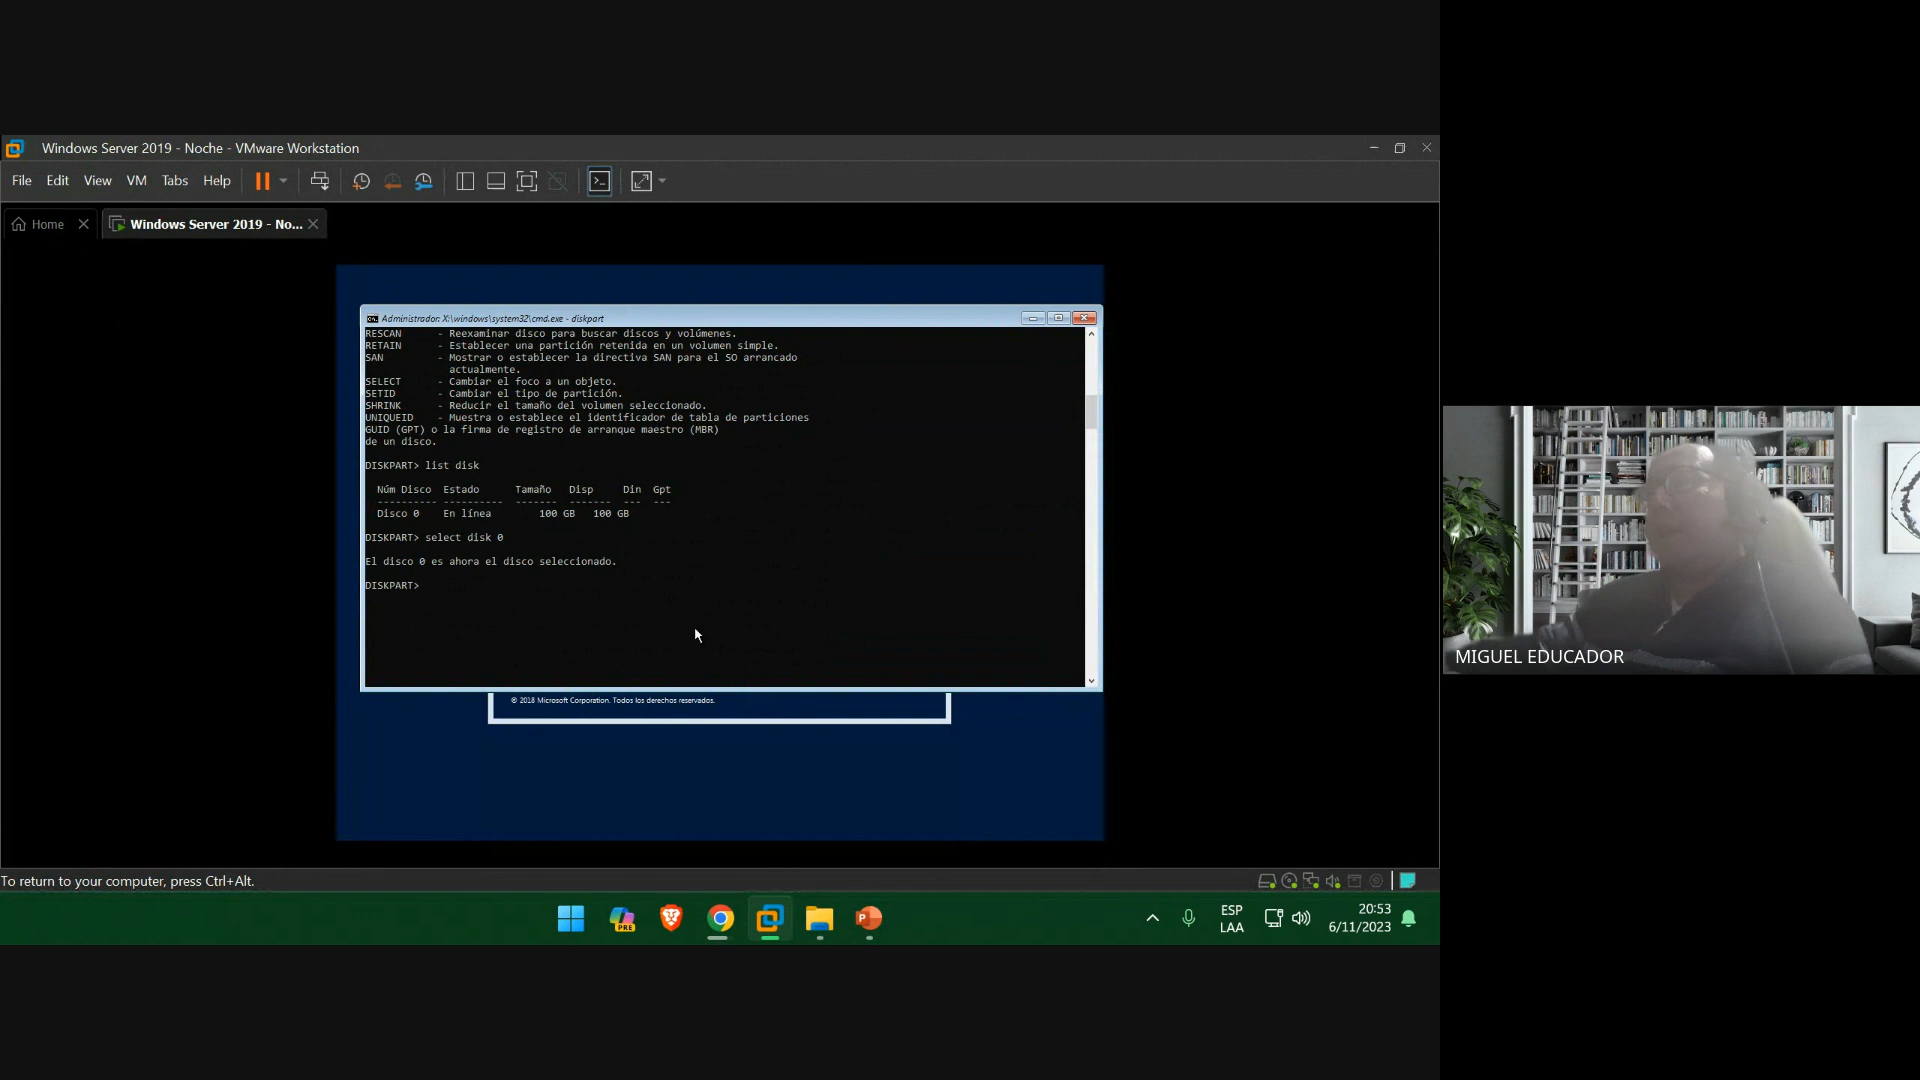 Windows Server 2019 - Noche - VMware Workstation
File Edit View VM Tabs Help
Home
Windows Server 2019 - No...
Administrador: X:\windows\system32\cmd.exe - diskpart
RESCAN - Reexaminar disco para buscar discos y volúmenes.
RETAIN - Establecer una partición retenida en un volumen simple.
SAN - Mostrar o establecer la directiva SAN para el SO arrancado
actualmente.
SELECT - Cambiar el foco a un objeto.
SETID - Cambiar el tipo de partición.
SHRINK - Reducir el tamaño del volumen seleccionado.
UNIQUEID - Muestra o establece el identificador de tabla de particiones
GUID (GPT) o la firma de registro de arranque maestro (MBR)
de un disco.
DISKPART> list disk
Núm Disco Estado Tamaño Disp Din Gpt
---------- ---------- ------- ------- --- ---
Disco 0 En línea 100 GB 100 GB
DISKPART> select disk 0
El disco 0 es ahora el disco seleccionado.
DISKPART>
© 2018 Microsoft Corporation. Todos los derechos reservados.
MIGUEL EDUCADOR
To return to your computer, press Ctrl+Alt.
PRE
ESP
LAA
20:53
6/11/2023